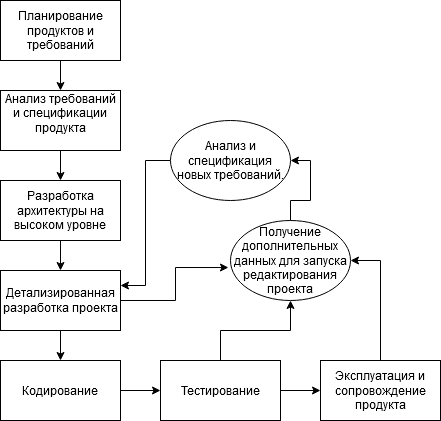 Планирование
продуктов и
требований
Анализ требований
и спецификации
продукта
Анализ и
спецификация
новых требований.
Разработка
архитектуры на
высоком уровне
Получение
дополнительных
данных для запуска
редактирования
проекта
Детализированная
разработка проекта
Кодирование
Тестирование
Эксплуатация и
сопровождение
продукта